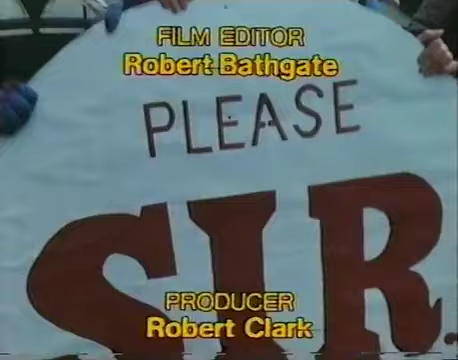 FILM EDITOR
Robert Bathgate
PLEASE
SIR
PRODUCER
Robert Clark